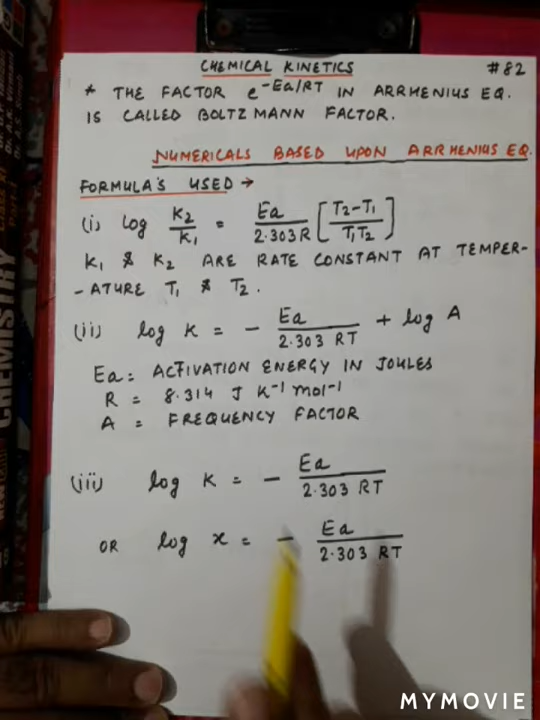 CHEMICAL KINETICS #82
* THE FACTOR e^-Ea/RT IN ARRHENIUS EQ.
IS CALLED BOLTZMANN FACTOR.
NUMERICALS BASED UPON ARRHENIUS EQ.
FORMULA'S USED →
(i) log K2/K1 = Ea/2.303R [T2-T1/T1T2]
K1 & K2 ARE RATE CONSTANT AT TEMPER-
-ATURE T1 & T2.
(ii) log K = - Ea/2.303 RT + log A
Ea = ACTIVATION ENERGY IN JOULES
R = 8.314 J K^-1 mol^-1
A = FREQUENCY FACTOR
(iii) log K = - Ea/2.303 RT
OR log x = - Ea/2.303 RT
CHEMISTRY
MYMOVIE